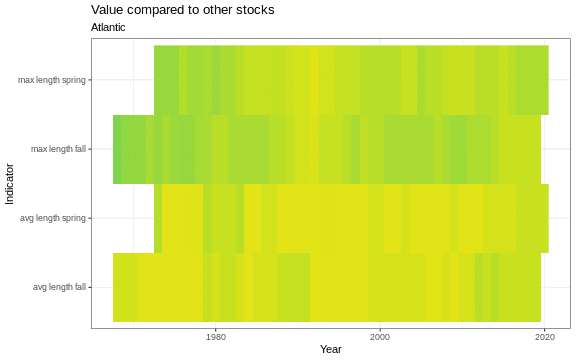 Value compared to other stocks
Atlantic
max length spring
max length fall
avg length spring
avg length fall
Indicator
1980
2000
2020
Year